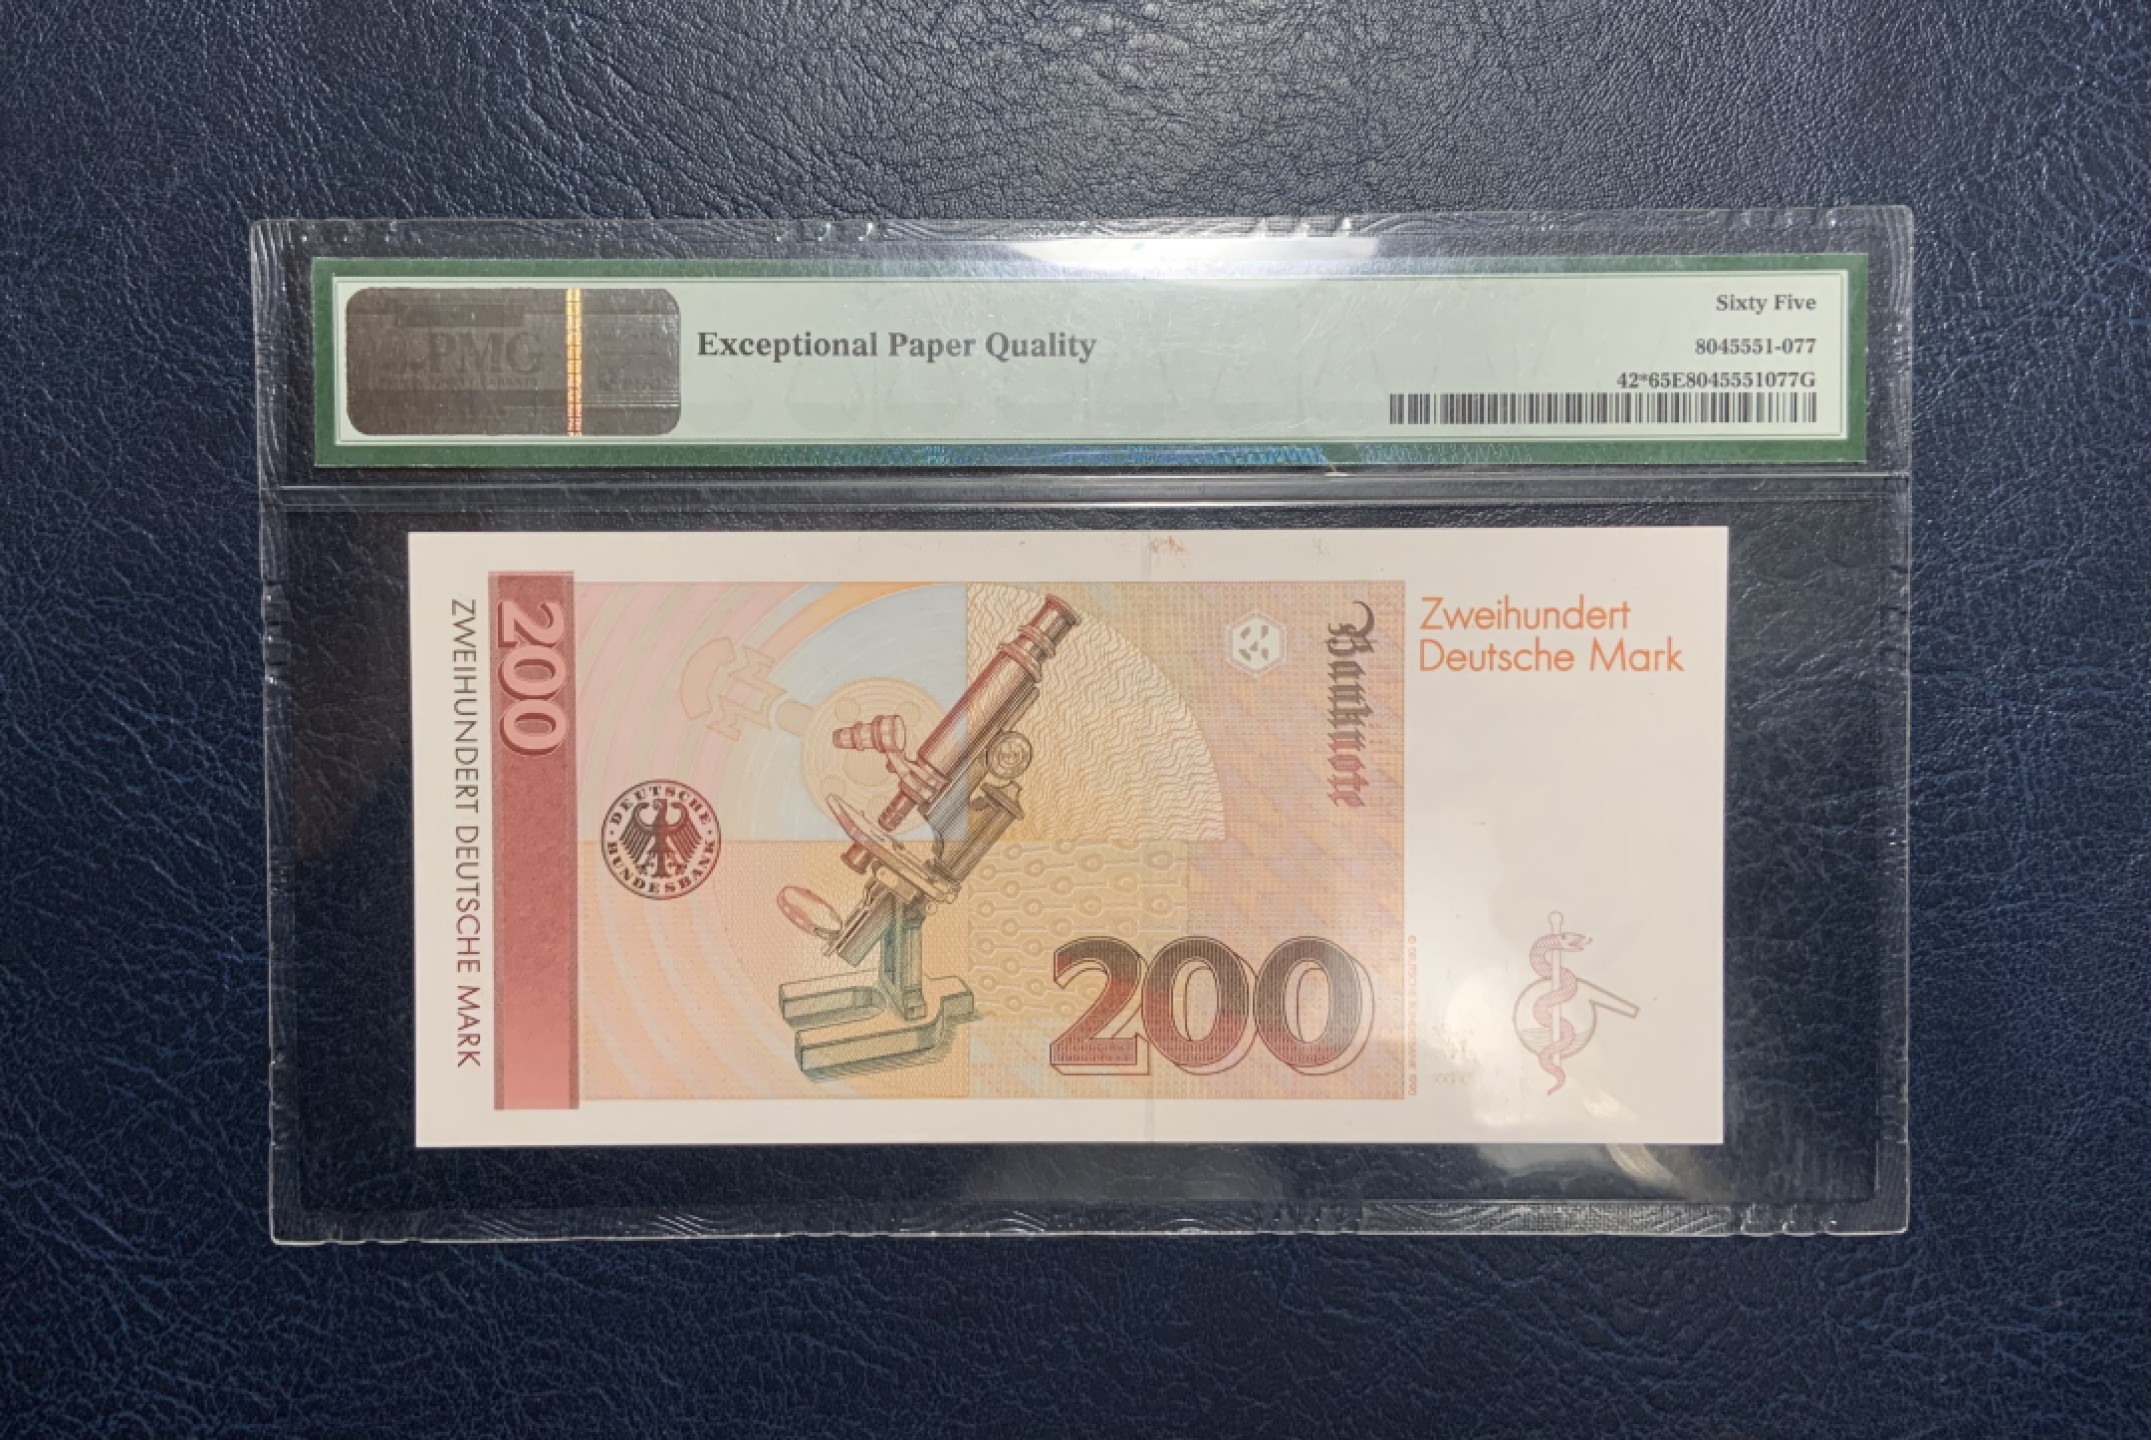 PMG
Exceptional Paper Quality
Sixty Five
8045551-077
42*65E8045551077G
200
ZWEIHUNDERT DEUTSCHE MARK
DEUTSCHE
BUNDESBANK
Banknote
Zweihundert
Deutsche Mark
200